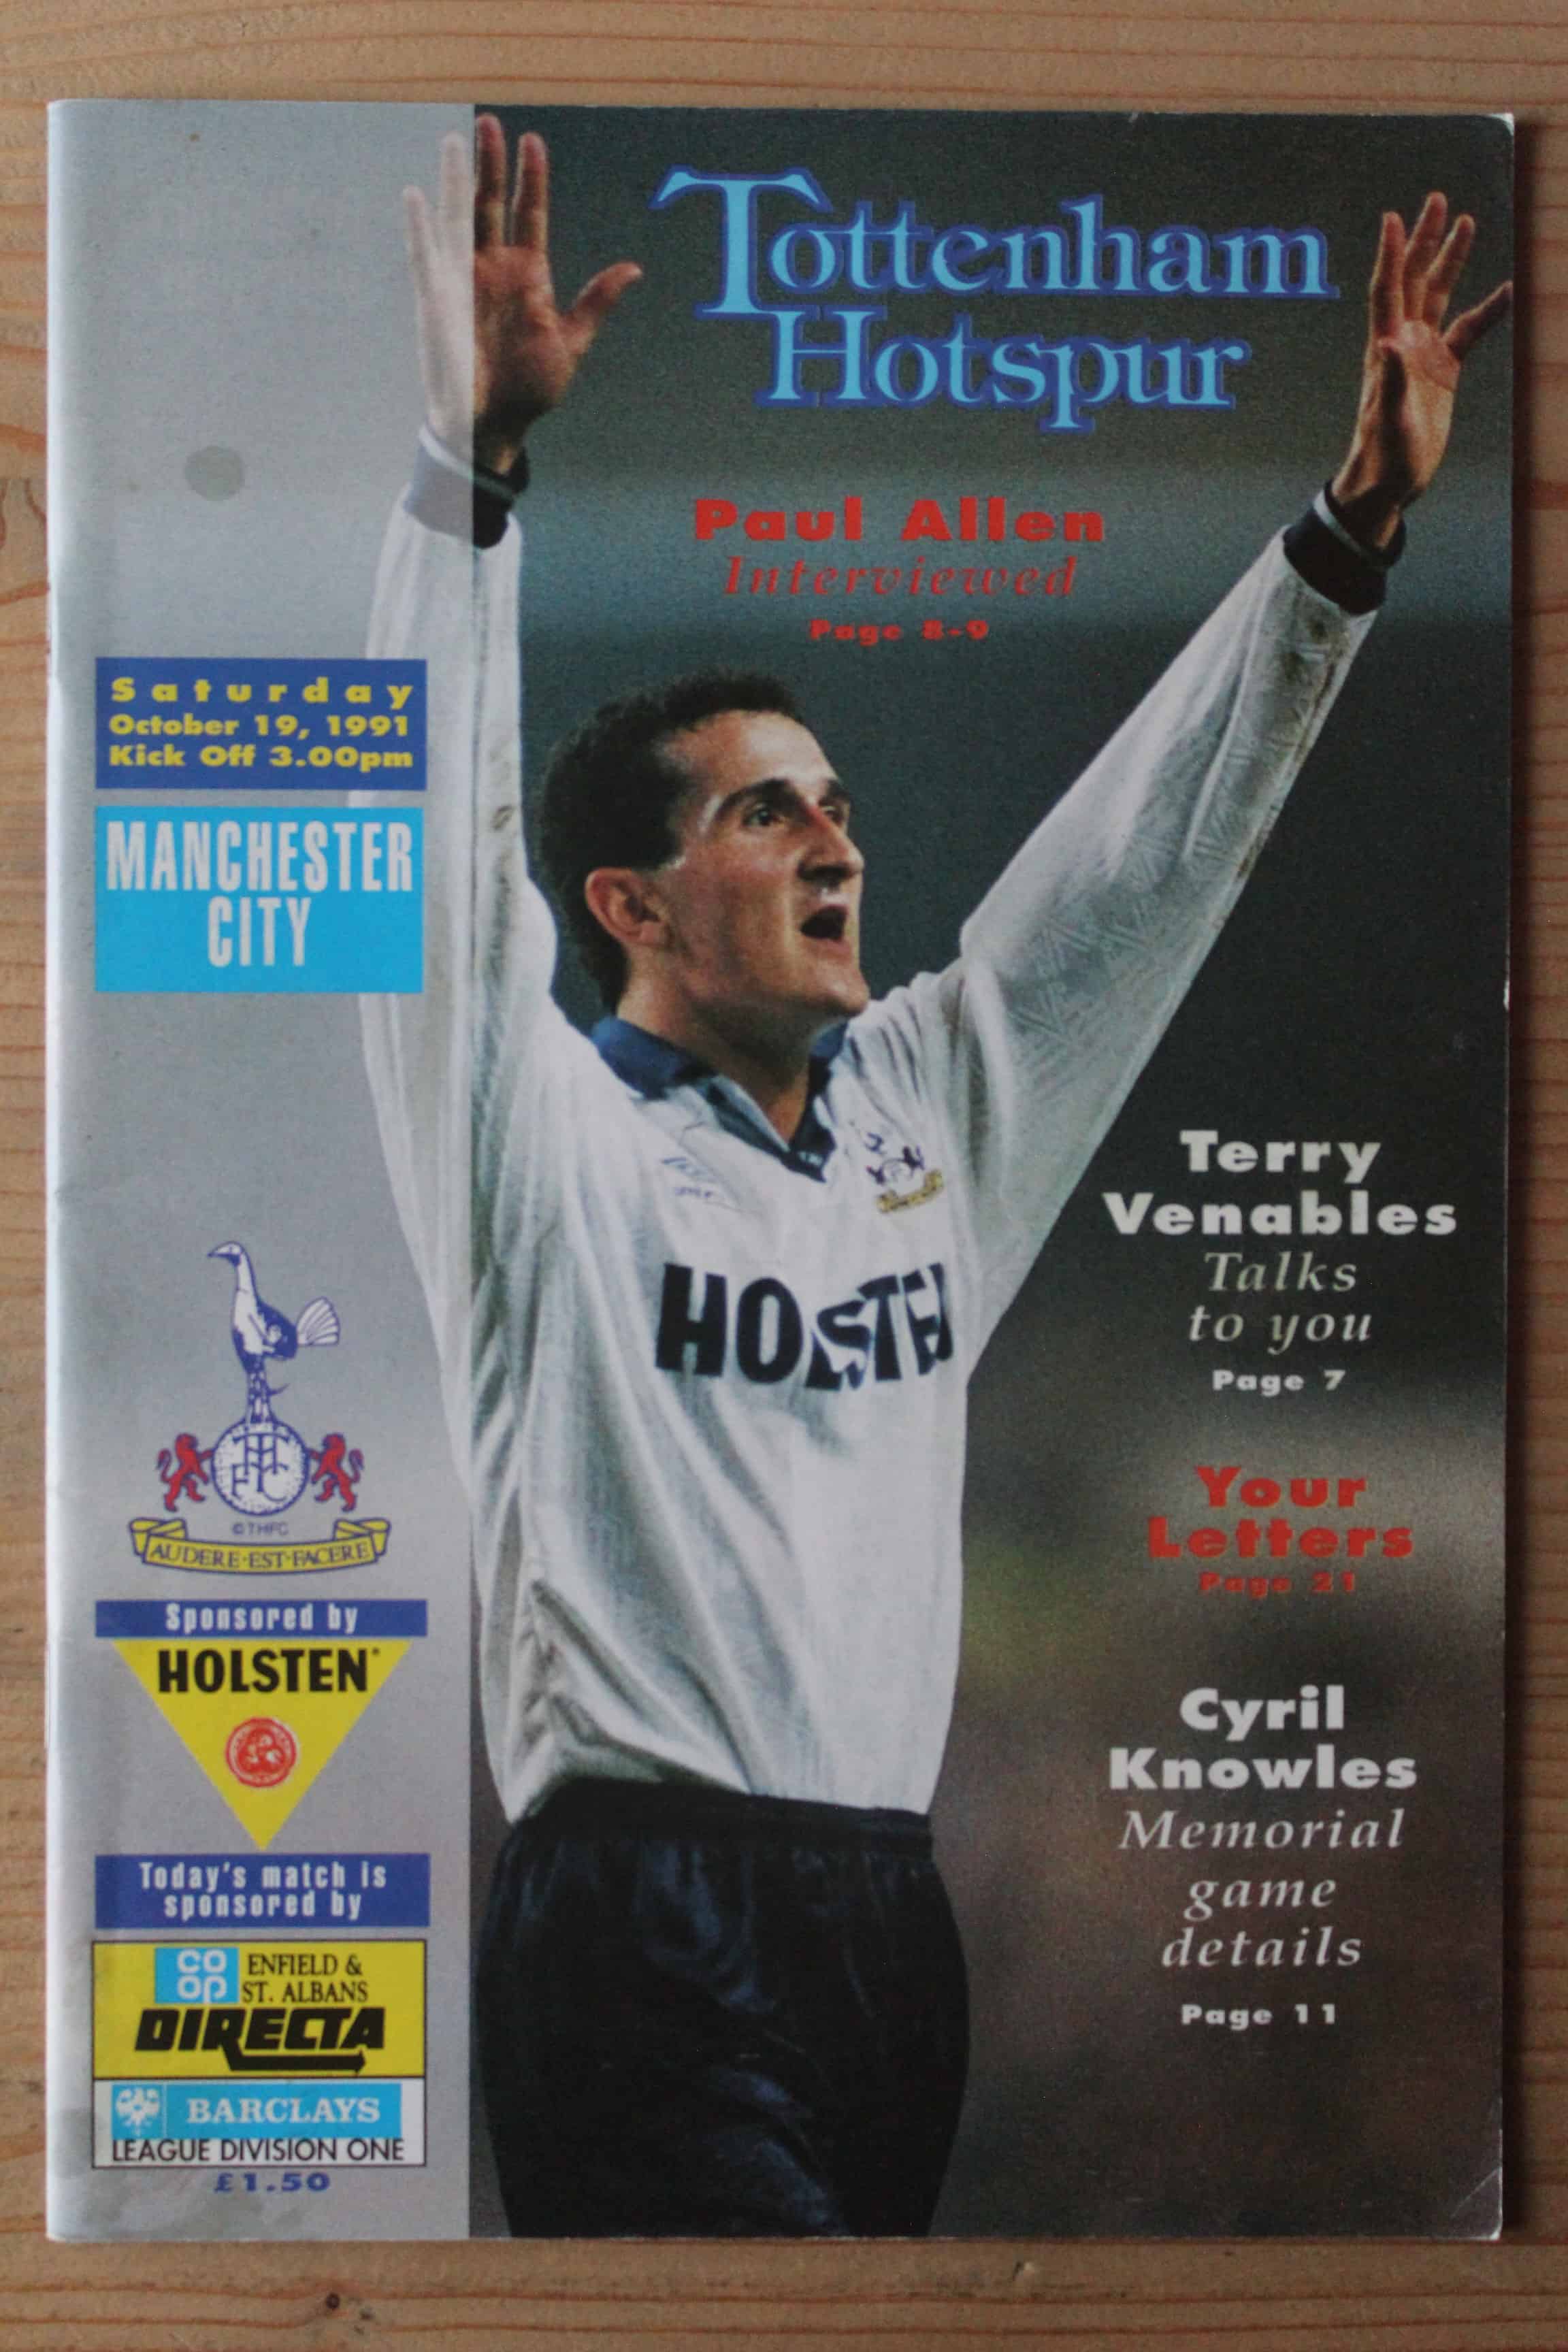 Tottenham
Hotspur
Paul Allen
Interviewed
Page 8-9
Saturday
October 19, 1991
Kick Off 3.00pm
MANCHESTER
CITY
Terry
Venables
Talks
to you
Page 7
HOLSTEN
Your
Letters
Page 21
Cyril
Knowles
Memorial
game
details
Page 11
THFC
©THFC
AUDERE·EST·FACERE
Sponsored by
HOLSTEN
Today's match is
sponsored by
CO OP
ENFIELD &
ST. ALBANS
DIRECTA
BARCLAYS
LEAGUE DIVISION ONE
£1.50